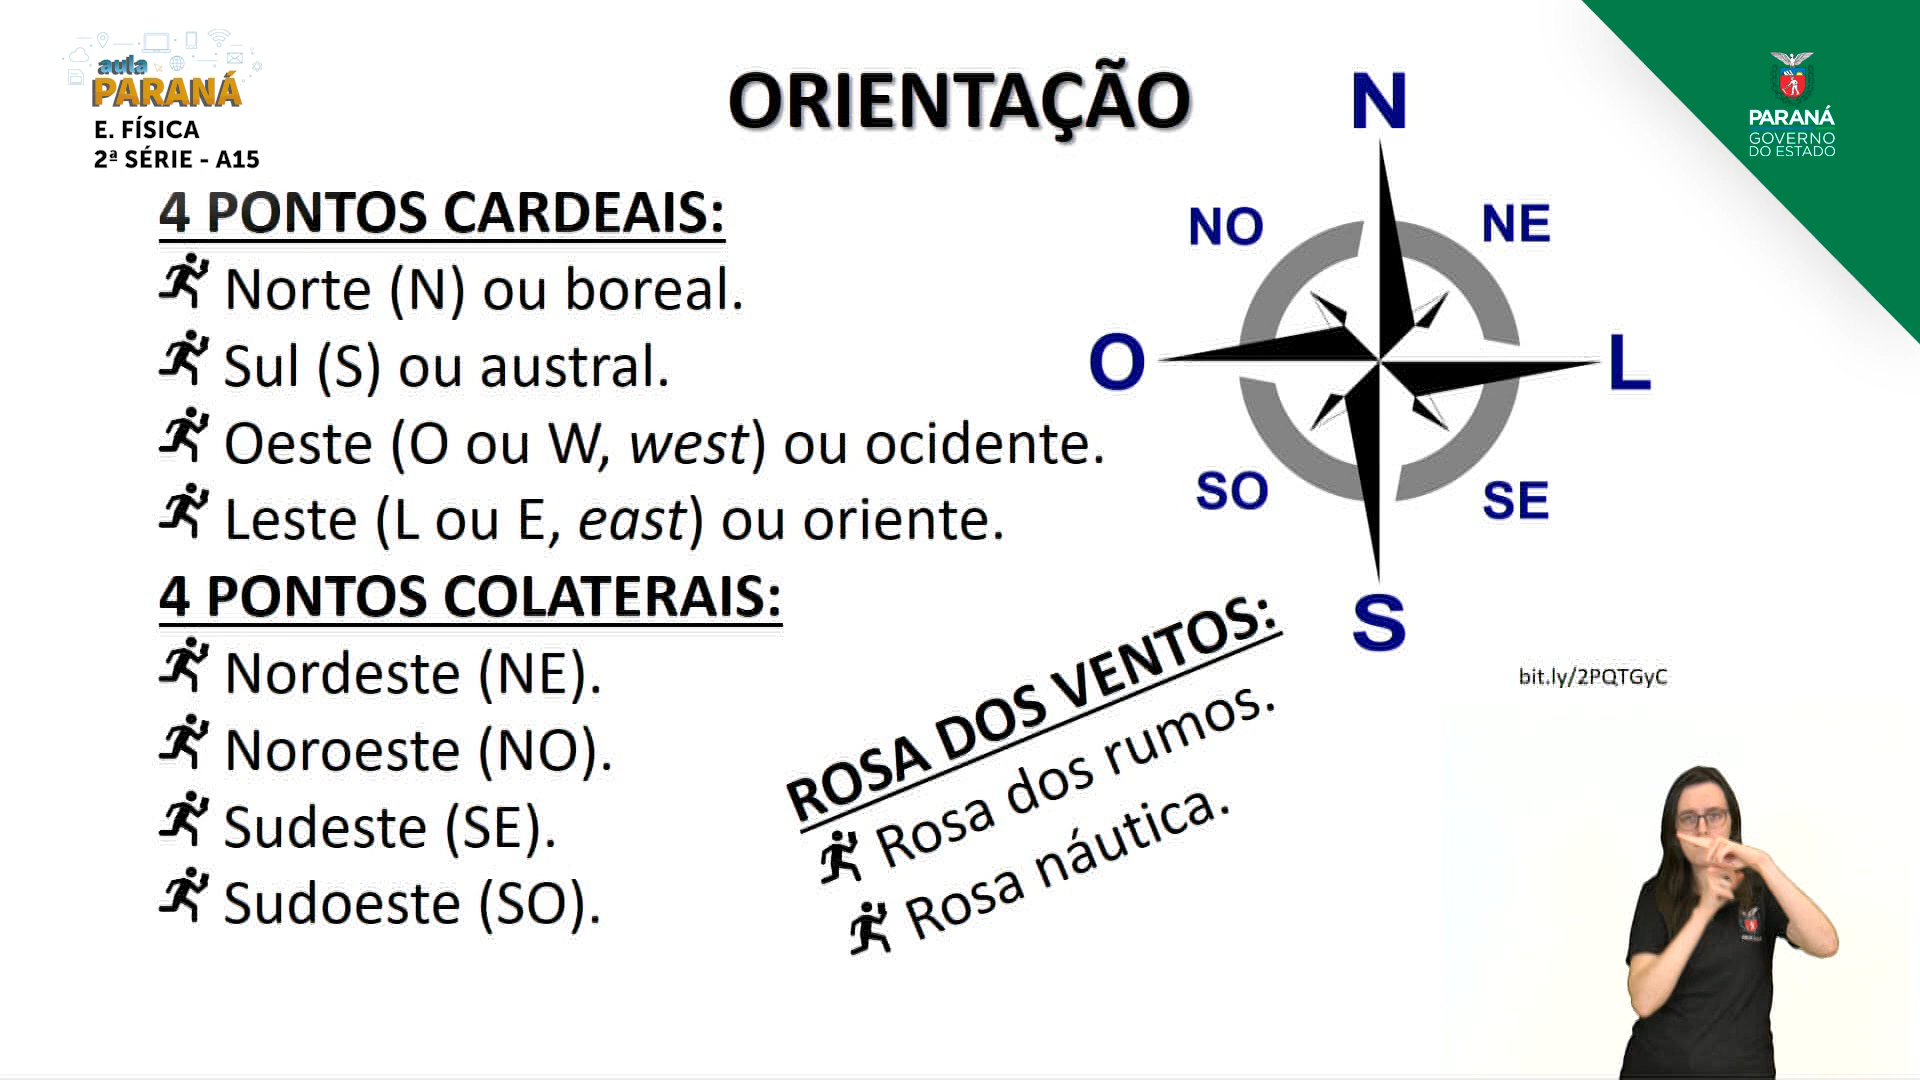 aula
PARANÁ
E. FÍSICA
2ª SÉRIE - A15
ORIENTAÇÃO
PARANÁ
GOVERNO
DO ESTADO
4 PONTOS CARDEAIS:
Norte (N) ou boreal.
Sul (S) ou austral.
Oeste (O ou W, west) ou ocidente.
Leste (L ou E, east) ou oriente.
4 PONTOS COLATERAIS:
Nordeste (NE).
Noroeste (NO).
Sudeste (SE).
Sudoeste (SO).
N
NO
NE
O
L
SO
SE
S
bit.ly/2PQTGyC
ROSA DOS VENTOS:
Rosa dos rumos.
Rosa náutica.